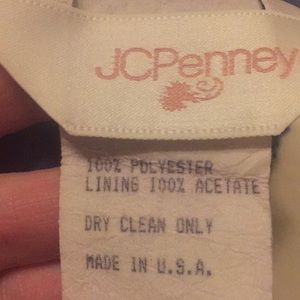 JCPenney
100% POLYESTER
LINING 100% ACETATE
DRY CLEAN ONLY
MADE IN U.S.A.